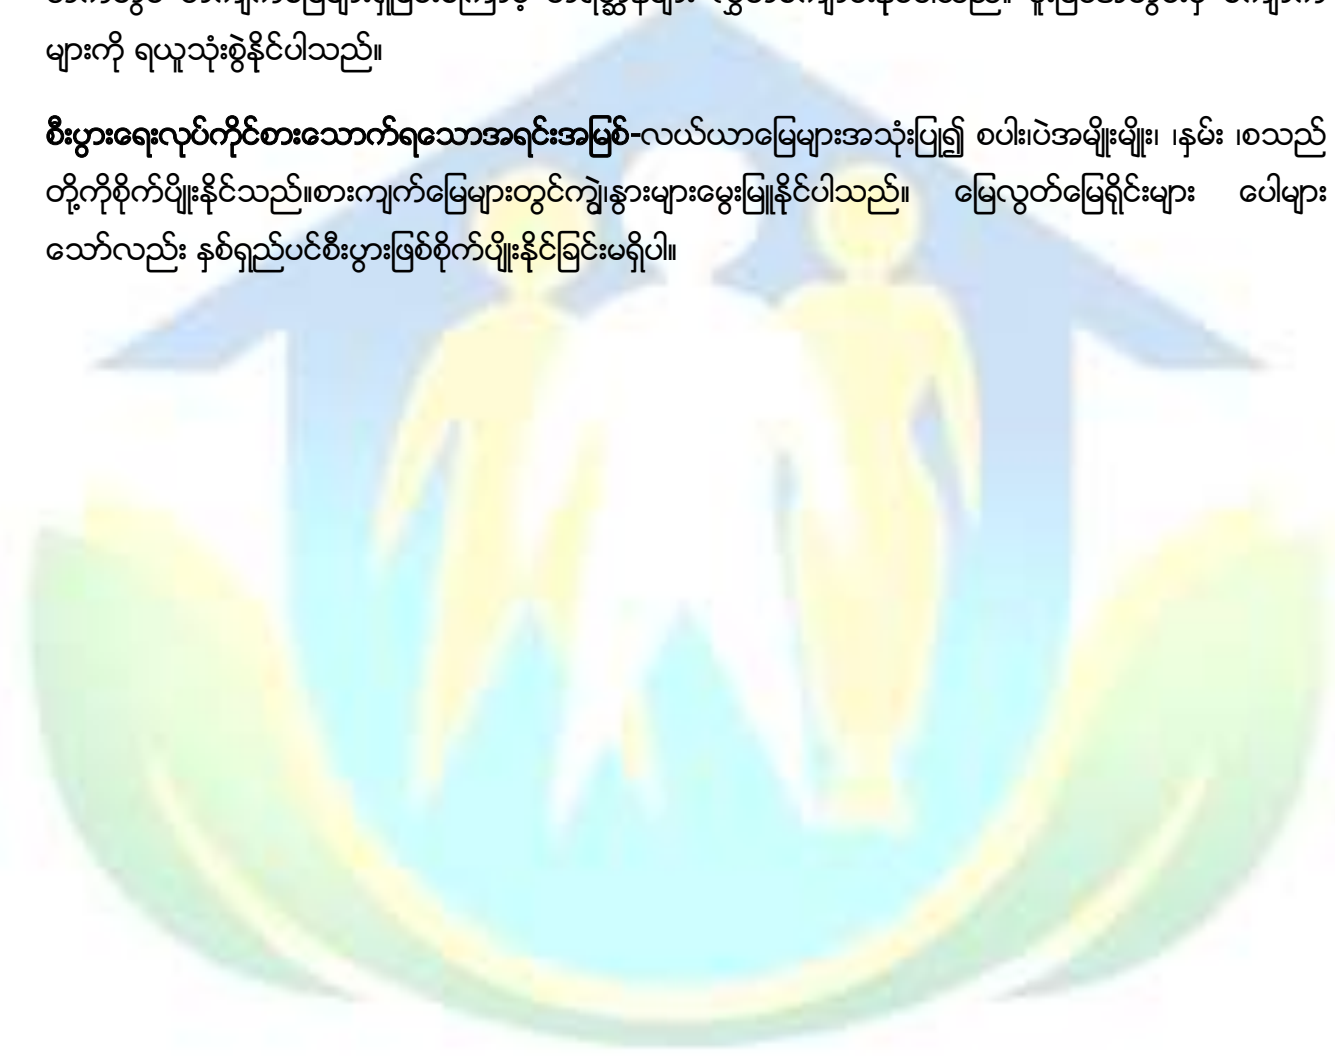 များကို ရယူသုံးစွဲနိုင်ပါသည်။
စီးပွားရေးလုပ်ကိုင်စားသောက်ရသောအရင်းအမြစ်-လယ်ယာမြေများအသုံးပြု၍ စပါး၊ပဲအမျိုးမျိုး၊ ၊နှမ်း ၊စသည်
တို့ကိုစိုက်ပျိုးနိုင်သည်။စားကျက်မြေများတွင်ကျွဲ၊နွားများမွေးမြူနိုင်ပါသည်။ မြေလွတ်မြေရိုင်းများ ပေါများ
သော်လည်း နှစ်ရှည်ပင်စီးပွားဖြစ်စိုက်ပျိုးနိုင်ခြင်းမရှိပါ။